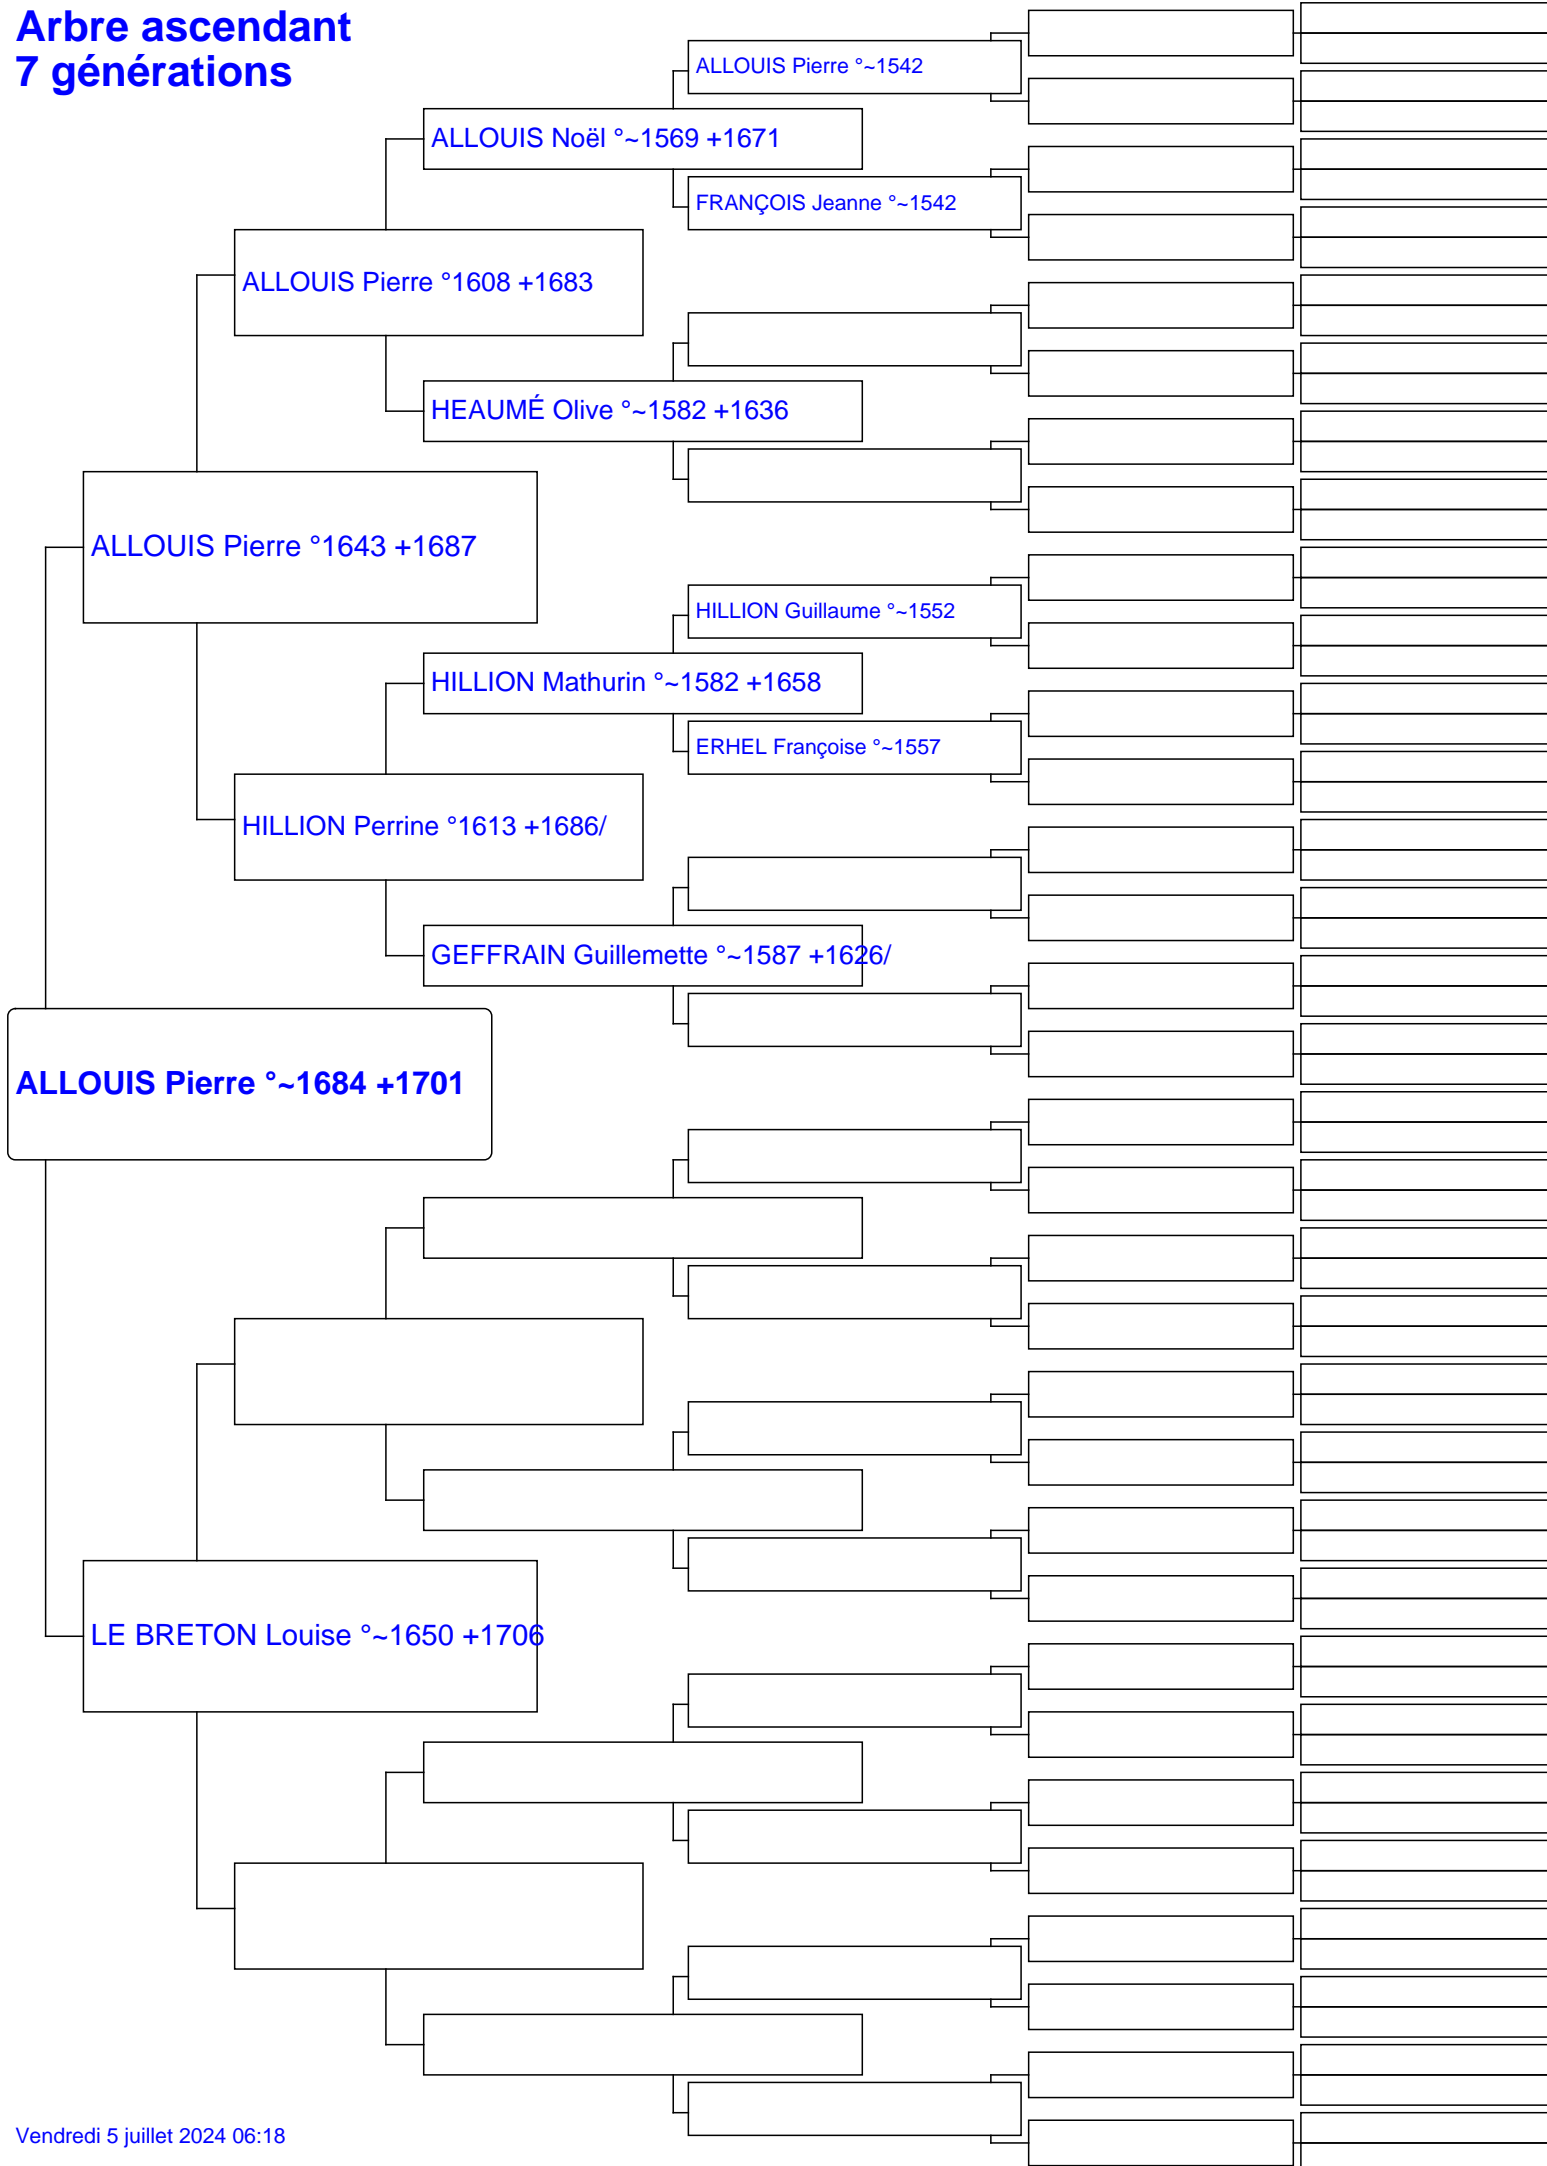 Arbre ascendant
7 générations
ALLOUIS Pierre °~1542
ALLOUIS Noël °~1569 +1671
FRANÇOIS Jeanne °~1542
ALLOUIS Pierre °1608 +1683
HEAUMÉ Olive °~1582 +1636
ALLOUIS Pierre °1643 +1687
HILLION Guillaume °~1552
HILLION Mathurin °~1582 +1658
ERHEL Françoise °~1557
HILLION Perrine °1613 +1686/
GEFFRAIN Guillemette °~1587 +1626/
ALLOUIS Pierre °~1684 +1701
LE BRETON Louise °~1650 +1706
Vendredi 5 juillet 2024 06:18